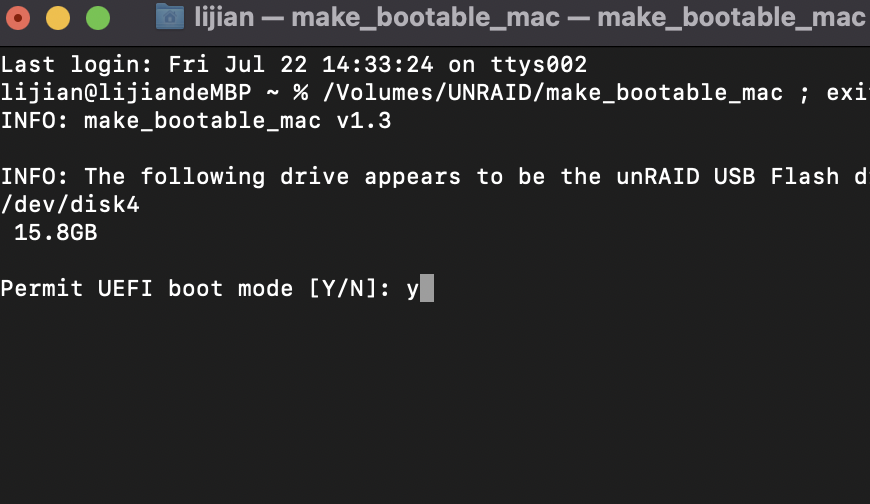 lijian — make_bootable_mac — make_bootable_mac
Last login: Fri Jul 22 14:33:24 on ttys002
lijian@lijiandeMBP ~ % /Volumes/UNRAID/make_bootable_mac ; exi
INFO: make_bootable_mac v1.3
INFO: The following drive appears to be the unRAID USB Flash d
/dev/disk4
15.8GB
Permit UEFI boot mode [Y/N]: y